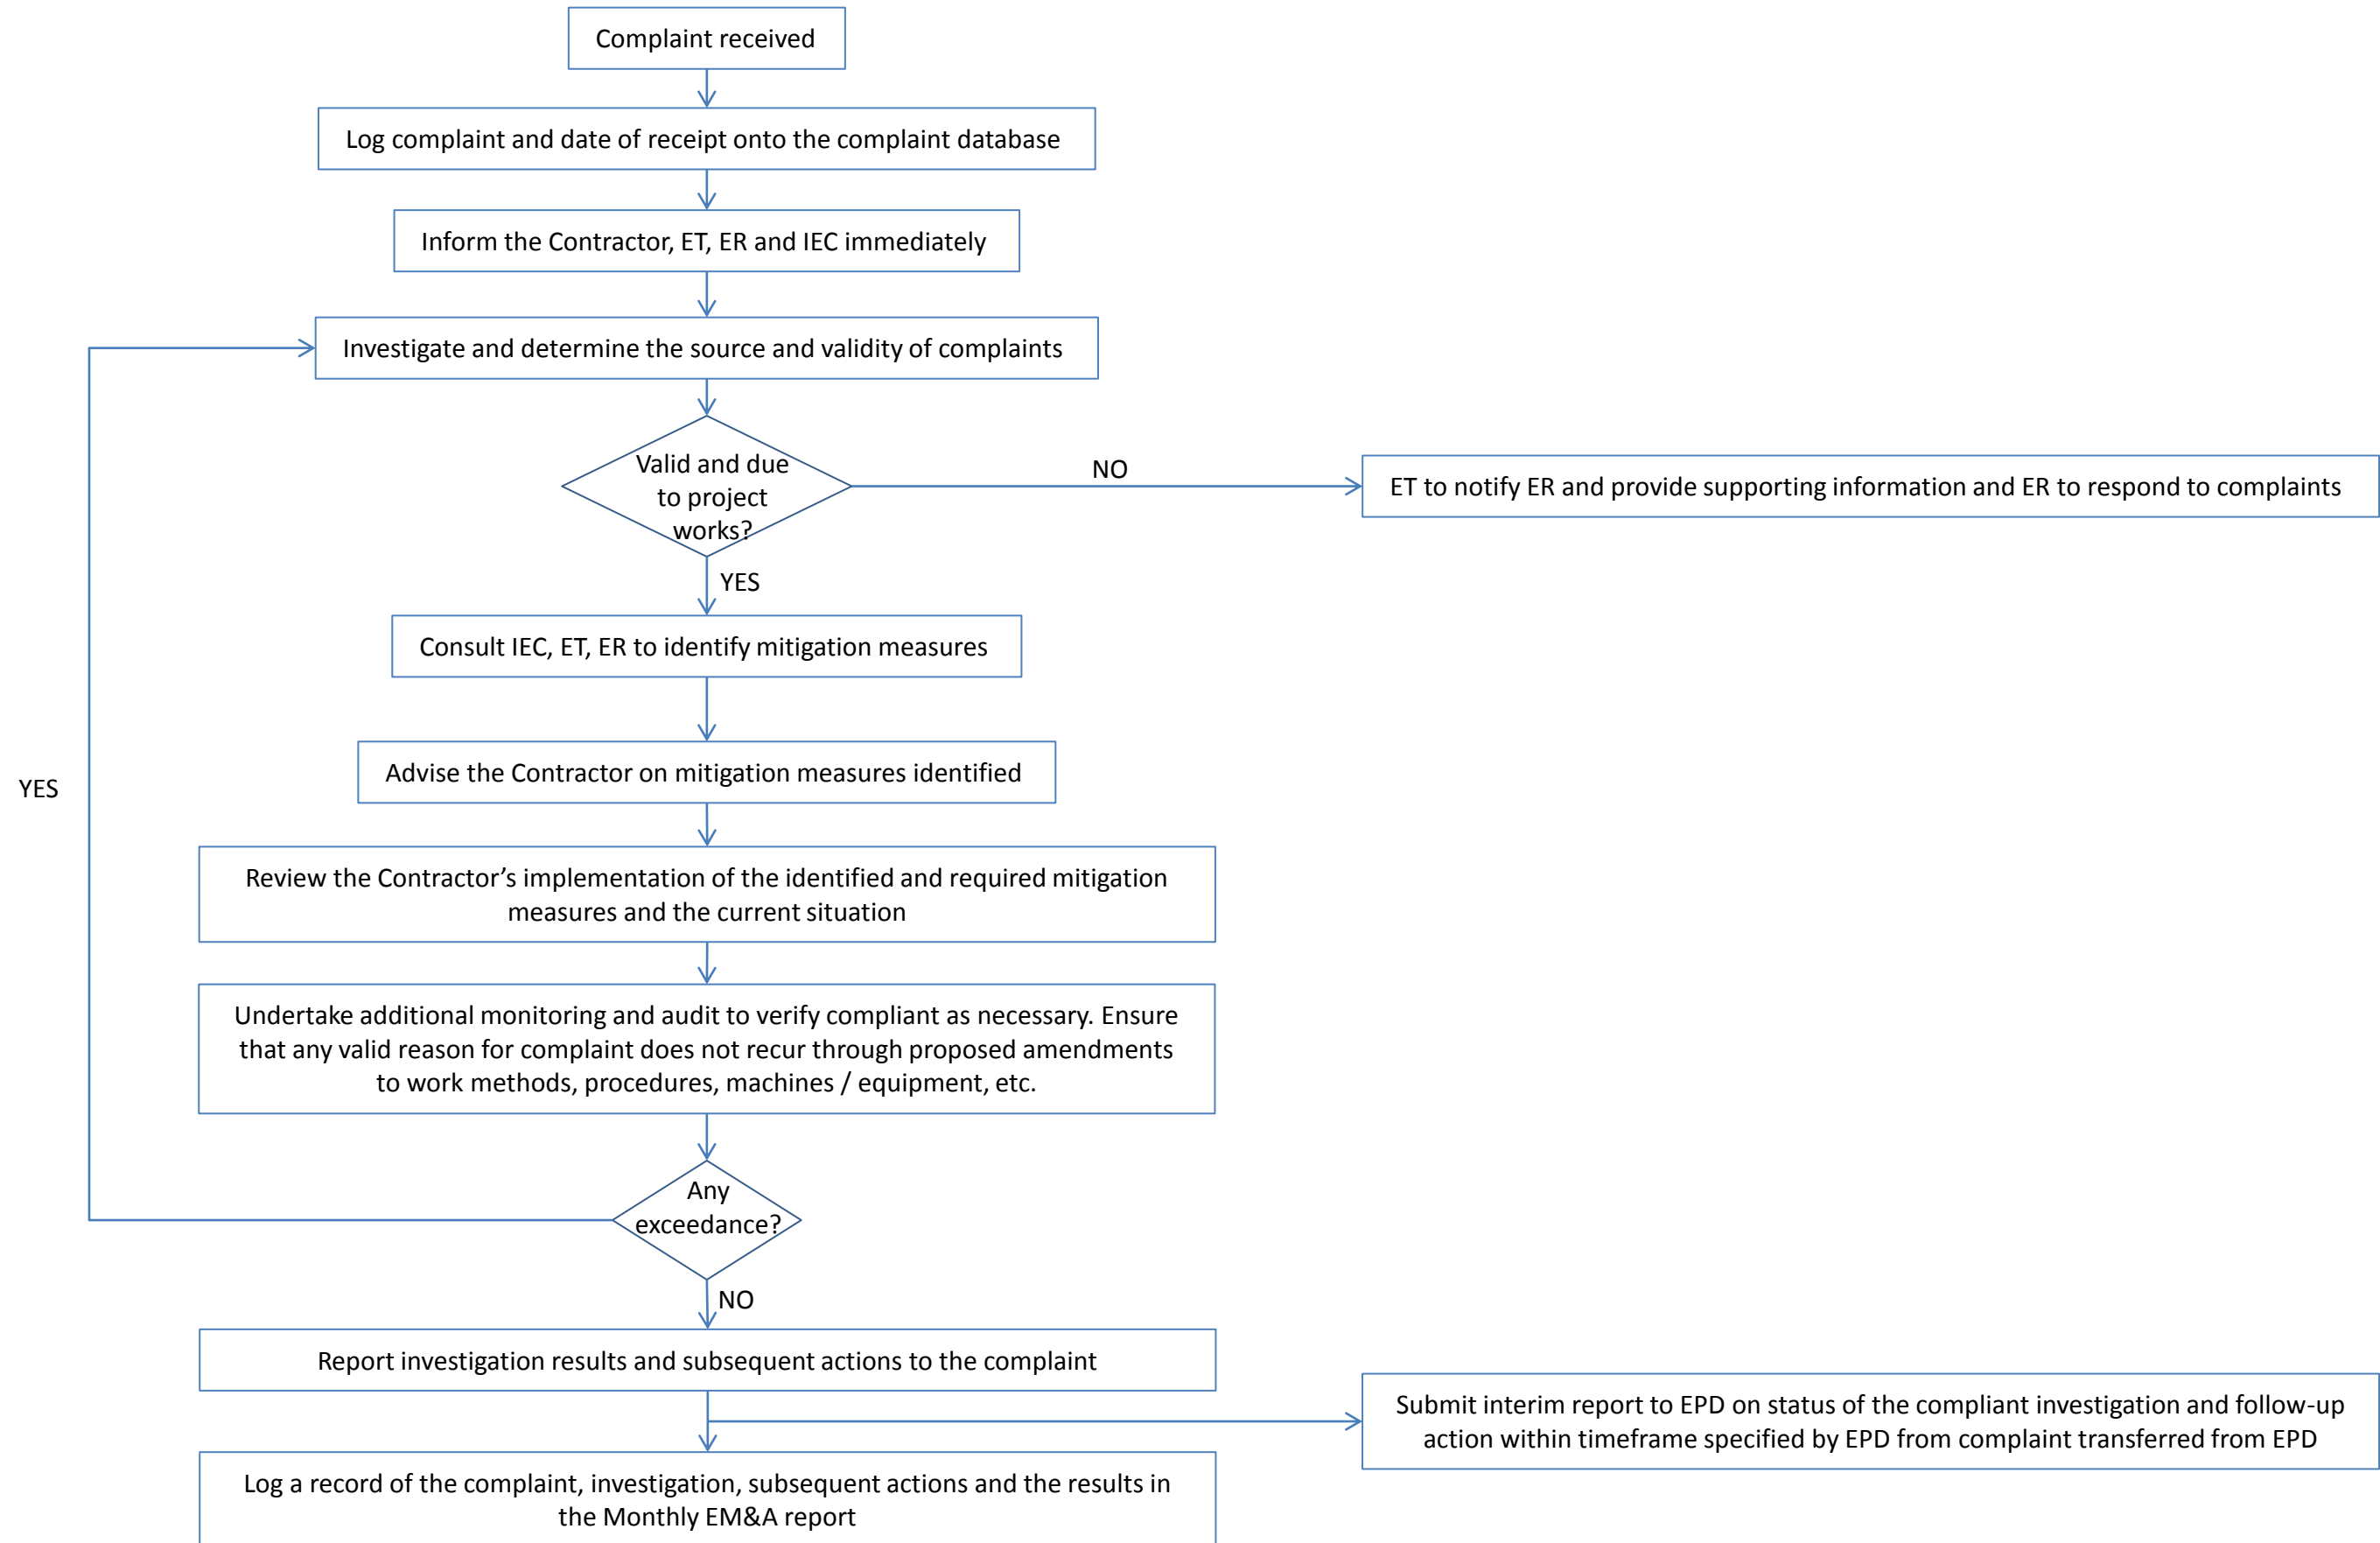 Complaint received
Log complaint and date of receipt onto the complaint database
Inform the Contractor, ET, ER and IEC immediately
Investigate and determine the source and validity of complaints
Valid and due
to project
works?
NO
ET to notify ER and provide supporting information and ER to respond to complaints
YES
Consult IEC, ET, ER to identify mitigation measures
Advise the Contractor on mitigation measures identified
YES
Review the Contractor’s implementation of the identified and required mitigation
measures and the current situation
Undertake additional monitoring and audit to verify compliant as necessary. Ensure
that any valid reason for complaint does not recur through proposed amendments
to work methods, procedures, machines / equipment, etc.
Any
exceedance?
NO
Report investigation results and subsequent actions to the complaint
Submit interim report to EPD on status of the compliant investigation and follow-up
action within timeframe specified by EPD from complaint transferred from EPD
Log a record of the complaint, investigation, subsequent actions and the results in
the Monthly EM&A report